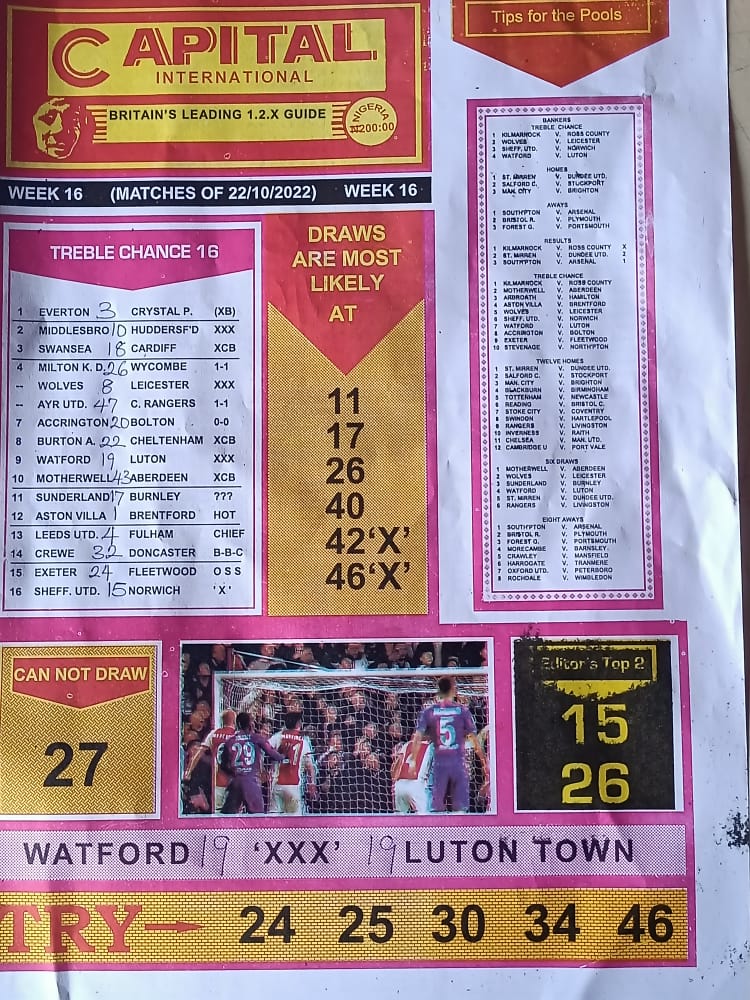 CAPITAL
INTERNATIONAL
BRITAIN'S LEADING 1.2.X GUIDE
NIGERIA
₦200:00
WEEK 16 (MATCHES OF 22/10/2022) WEEK 16
TREBLE CHANCE 16
1 EVERTON 3 CRYSTAL P. (XB)
2 MIDDLESBRO 10 HUDDERSF'D XXX
3 SWANSEA 18 CARDIFF XCB
4 MILTON K. D. 26 WYCOMBE 1-1
-- WOLVES 8 LEICESTER XXX
-- AYR UTD. 47 C. RANGERS 1-1
7 ACCRINGTON 20 BOLTON 0-0
8 BURTON A. 22 CHELTENHAM XCB
9 WATFORD 19 LUTON XXX
10 MOTHERWELL 43 ABERDEEN XCB
11 SUNDERLAND 17 BURNLEY ???
12 ASTON VILLA 1 BRENTFORD HOT
13 LEEDS UTD. 4 FULHAM CHIEF
14 CREWE 32 DONCASTER B-B-C
15 EXETER 24 FLEETWOOD O S S
16 SHEFF. UTD. 15 NORWICH 'X'
DRAWS
ARE MOST
LIKELY
AT
11
17
26
40
42'X'
46'X'
Tips for the Pools
BANKERS
TREBLE CHANCE
1 KILMARNOCK V. ROSS COUNTY
2 WOLVES V. LEICESTER
3 SHEFF. UTD. V. NORWICH
4 WATFORD V. LUTON
HOMES
1 ST. MIRREN V. DUNDEE UTD.
2 SALFORD C. V. STUCKPORT
3 MAN. CITY V. BRIGHTON
AWAYS
1 SOUTH'PTON V. ARSENAL
2 BRISTOL R. V. PLYMOUTH
3 FOREST G. V. PORTSMOUTH
RESULTS
1 KILMARNOCK V. ROSS COUNTY X
2 ST. MIRREN V. DUNDEE UTD. 2
3 SOUTH'PTON V. ARSENAL 1
TREBLE CHANCE
1 KILMARNOCK V. ROSS COUNTY
2 MOTHERWELL V. ABERDEEN
3 ARBROATH V. HAMILTON
4 ASTON VILLA V. BRENTFORD
5 WOLVES V. LEICESTER
6 SHEFF. UTD. V. NORWICH
7 WATFORD V. LUTON
8 ACCRINGTON V. BOLTON
9 EXETER V. FLEETWOOD
10 STEVENAGE V. NORTH'PTON
TWELVE HOMES
1 ST. MIRREN V. DUNDEE UTD.
2 SALFORD C. V. STOCKPORT
3 MAN. CITY V. BRIGHTON
4 BLACKBURN V. BIRMINGHAM
5 TOTTENHAM V. NEWCASTLE
6 READING V. BRISTOL C.
7 STOKE CITY V. COVENTRY
8 SWINDON V. HARTLEPOOL
9 RANGERS V. LIVINGSTON
10 INVERNESS V. RAITH
11 CHELSEA V. MAN. UTD.
12 CAMBRIDGE U V. PORT VALE
SIX DRAWS
1 MOTHERWELL V. ABERDEEN
2 WOLVES V. LEICESTER
3 SUNDERLAND V. BURNLEY
4 WATFORD V. LUTON
5 ST. MIRREN V. DUNDEE UTD.
6 RANGERS V. LIVINGSTON
EIGHT AWAYS
1 SOUTH'PTON V. ARSENAL
2 BRISTOL R. V. PLYMOUTH
3 FOREST G. V. PORTSMOUTH
4 MORECAMBE V. BARNSLEY
5 CRAWLEY V. MANSFIELD
6 HARROGATE V. TRANMERE
7 OXFORD UTD. V. PETERBORO
8 ROCHDALE V. WIMBLEDON
CAN NOT DRAW
27
29
21
5
Editor's Top 2
15
26
WATFORD 19 'XXX' 19 LUTON TOWN
TRY 24 25 30 34 46